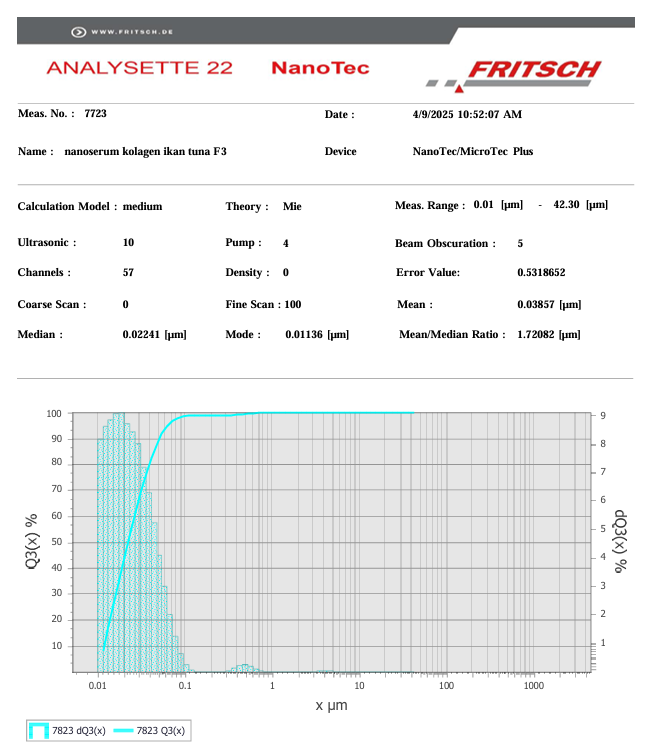 WWW.FRITSCH.DE
ANALYSETTE 22 NanoTec FRITSCH
Meas. No. : 7723 Date : 4/9/2025 10:52:07 AM
Name : nanoserum kolagen ikan tuna F3 Device NanoTec/MicroTec Plus
Calculation Model : medium Theory : Mie Meas. Range : 0.01 [µm] - 42.30 [µm]
Ultrasonic : 10 Pump : 4 Beam Obscuration : 5
Channels : 57 Density : 0 Error Value: 0.5318652
Coarse Scan : 0 Fine Scan : 100 Mean : 0.03857 [µm]
Median : 0.02241 [µm] Mode : 0.01136 [µm] Mean/Median Ratio : 1.72082 [µm]
100
90
80
70
60
50
40
30
20
10
Q3(x) %
9
8
7
6
5
4
3
2
1
dQ3(x) %
0.01 0.1 1 10 100 1000
x µm
7823 dQ3(x) 7823 Q3(x)